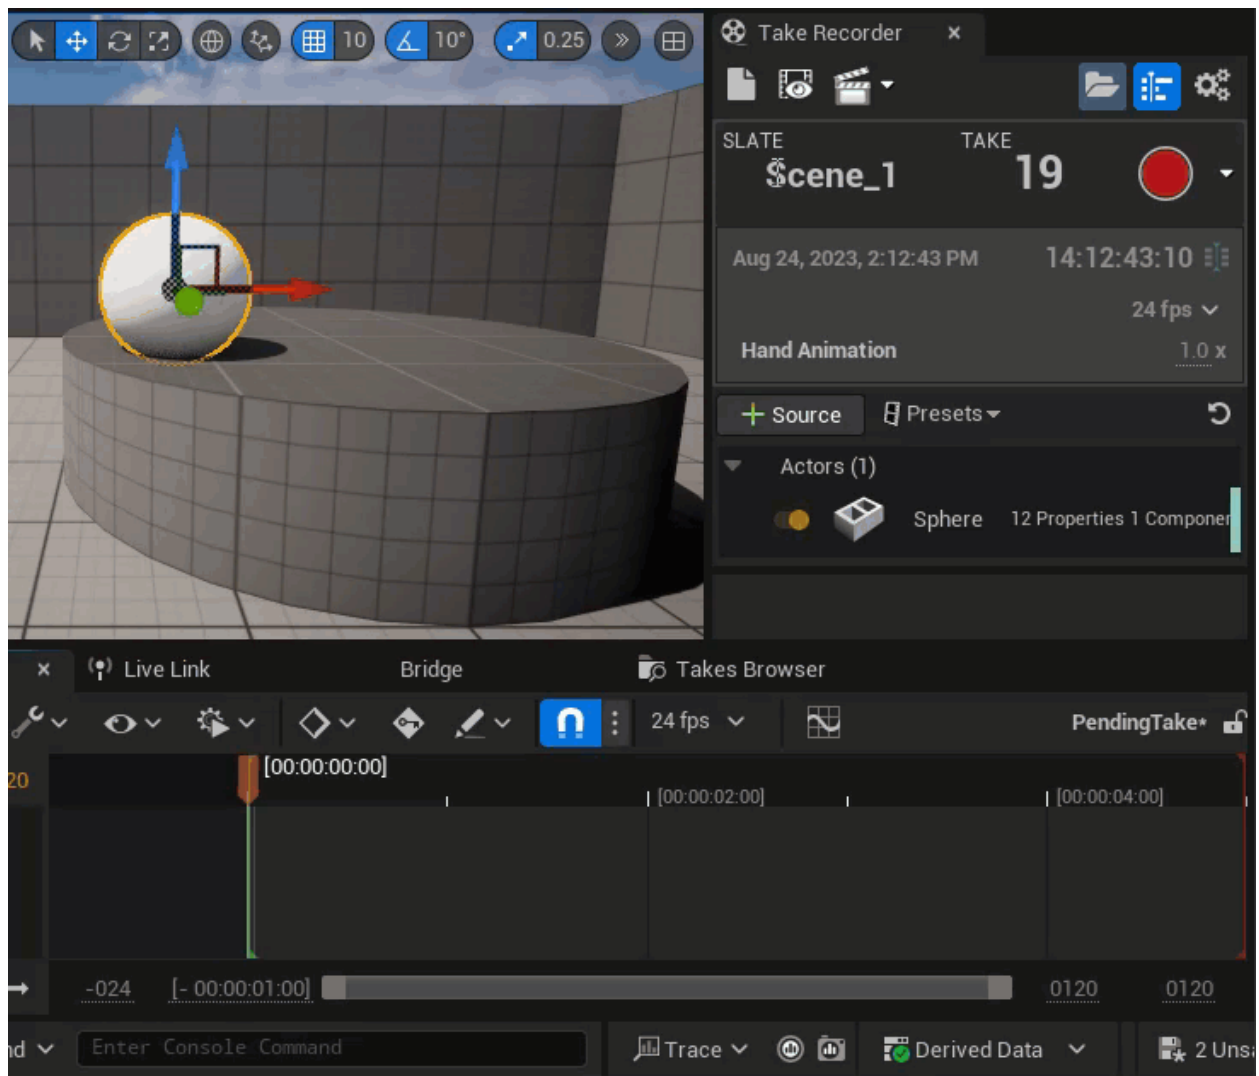 10
10°
0.25
Take Recorder
SLATE
Scene_1
TAKE
19
Aug 24, 2023, 2:12:43 PM
14:12:43:10
24 fps
Hand Animation
1.0 x
Source
Presets
Actors (1)
Sphere
12 Properties 1 Componen
Live Link
Bridge
Takes Browser
24 fps
PendingTake*
20
[00:00:00:00]
[00:00:02:00]
[00:00:04:00]
-024
[- 00:00:01:00]
0120
0120
nd
Enter Console Command
Trace
Derived Data
2 Unsa